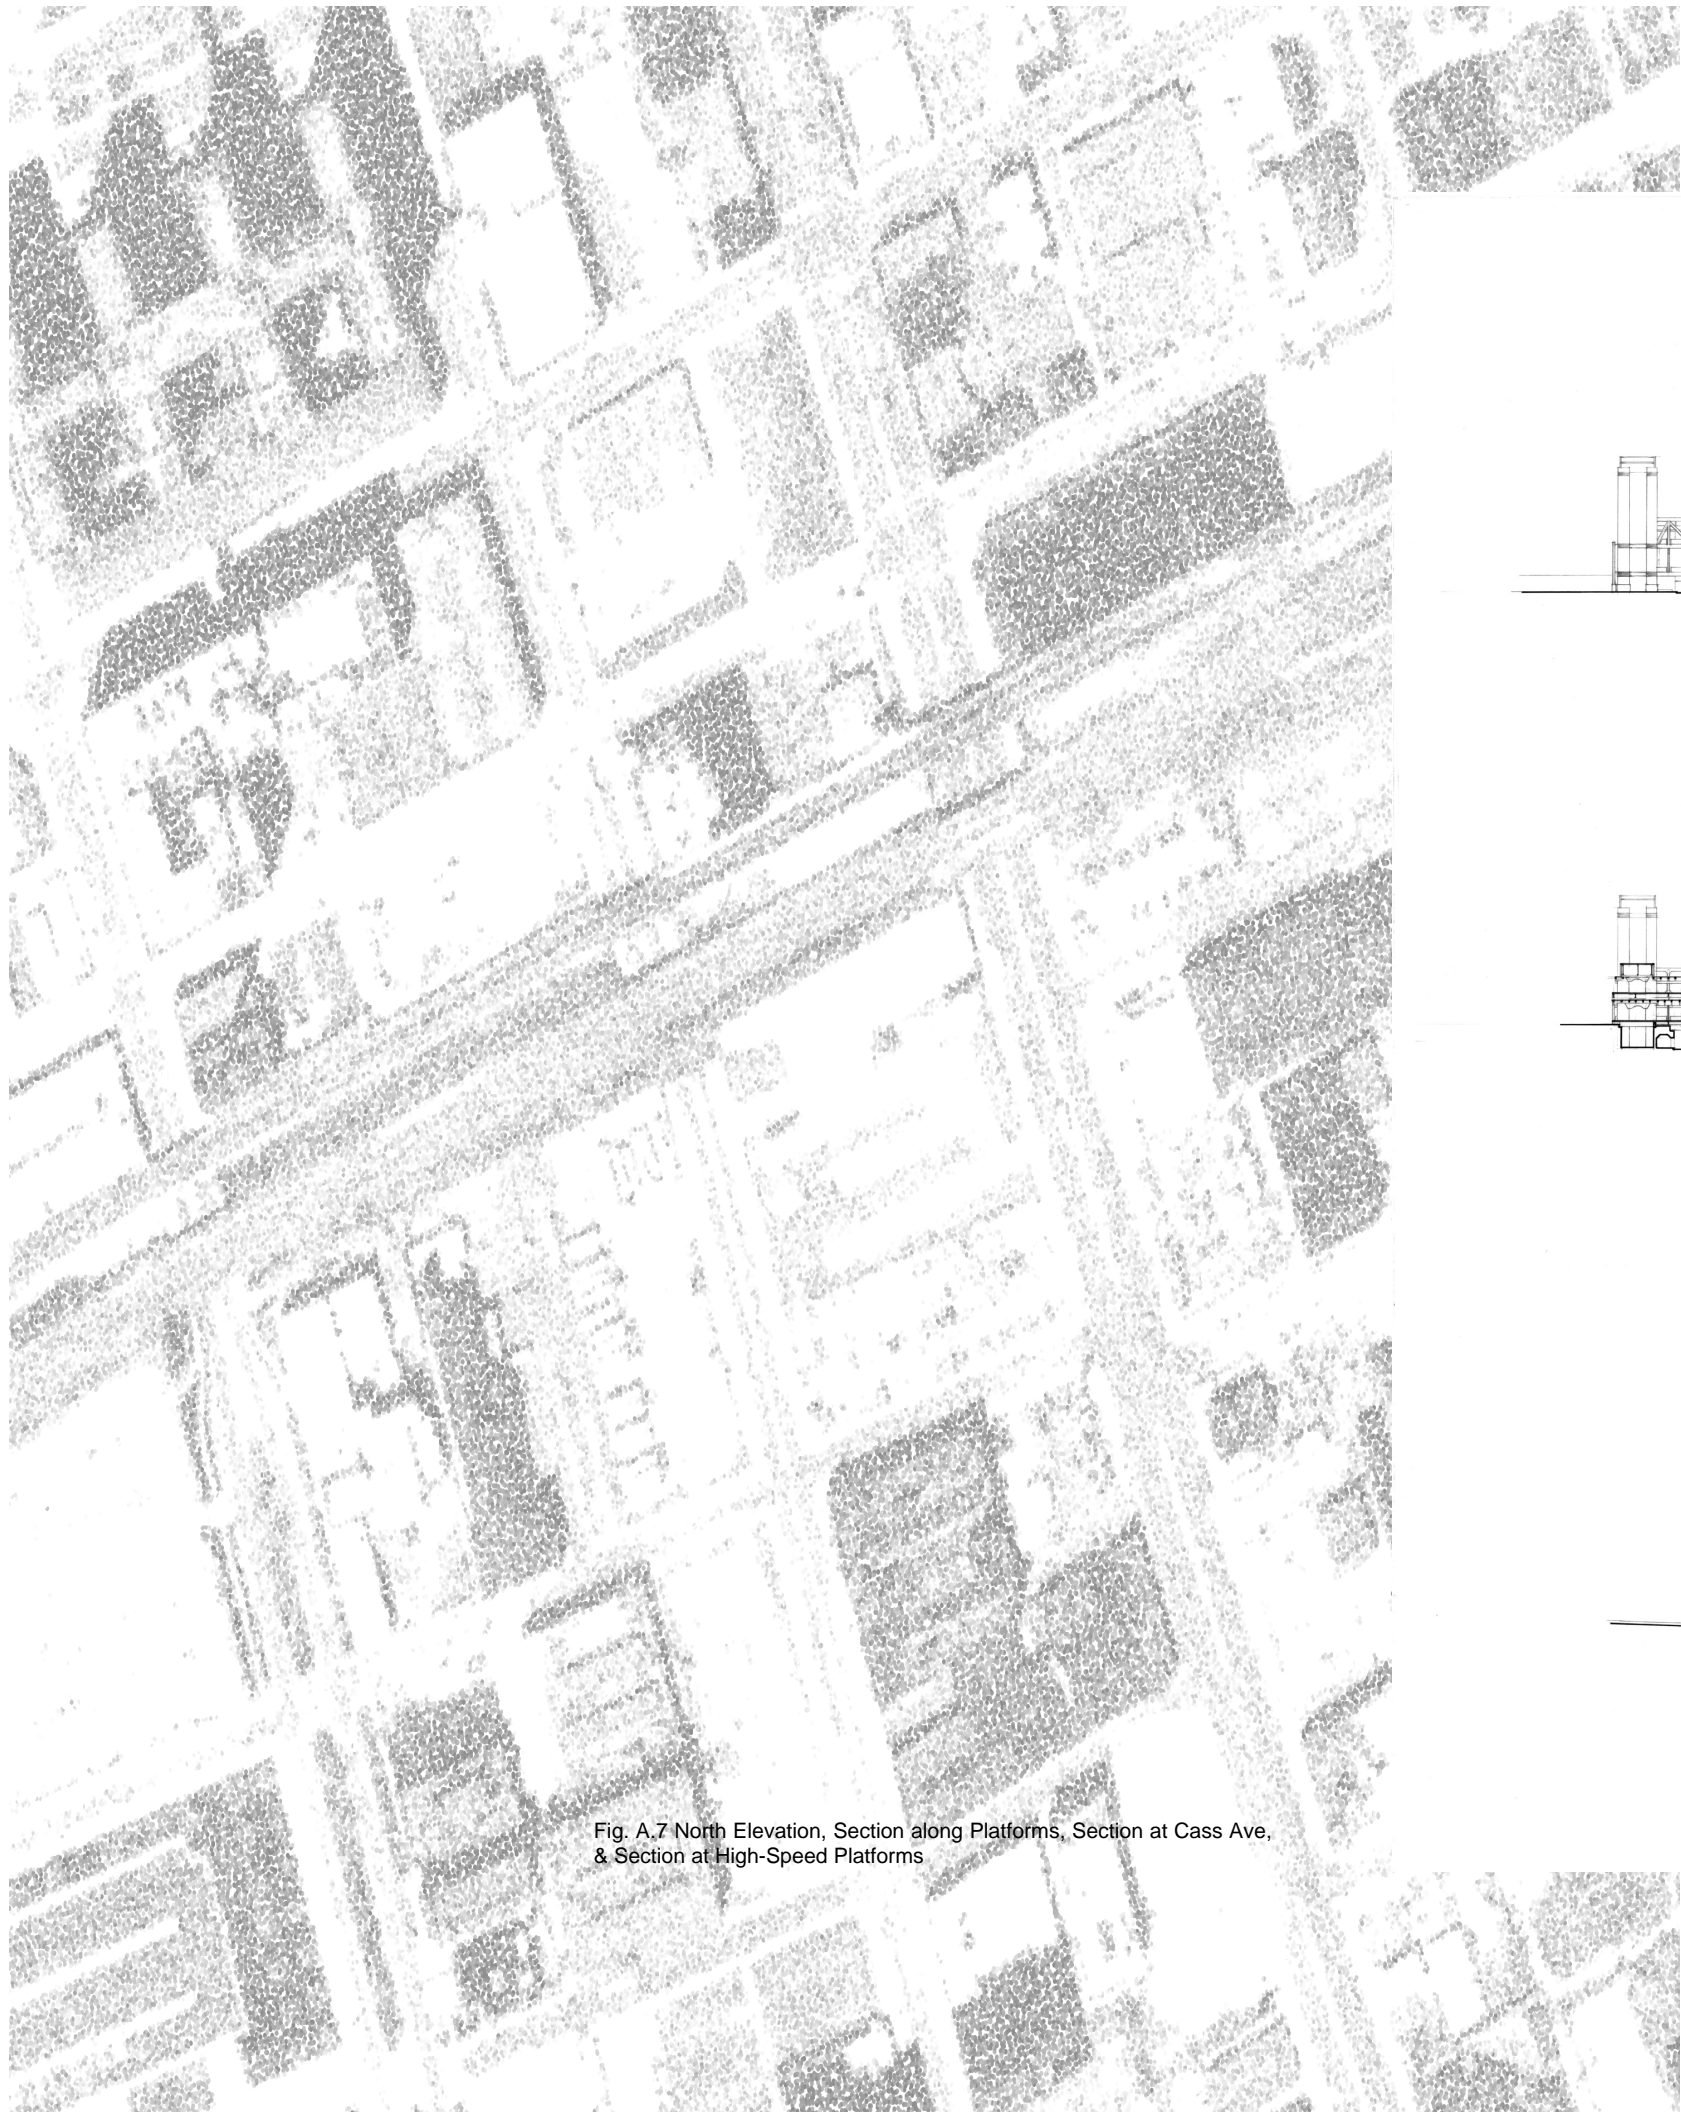 Fig. A.7 North Elevation, Section along Platforms, Section at Cass Ave,
& Section at High-Speed Platforms